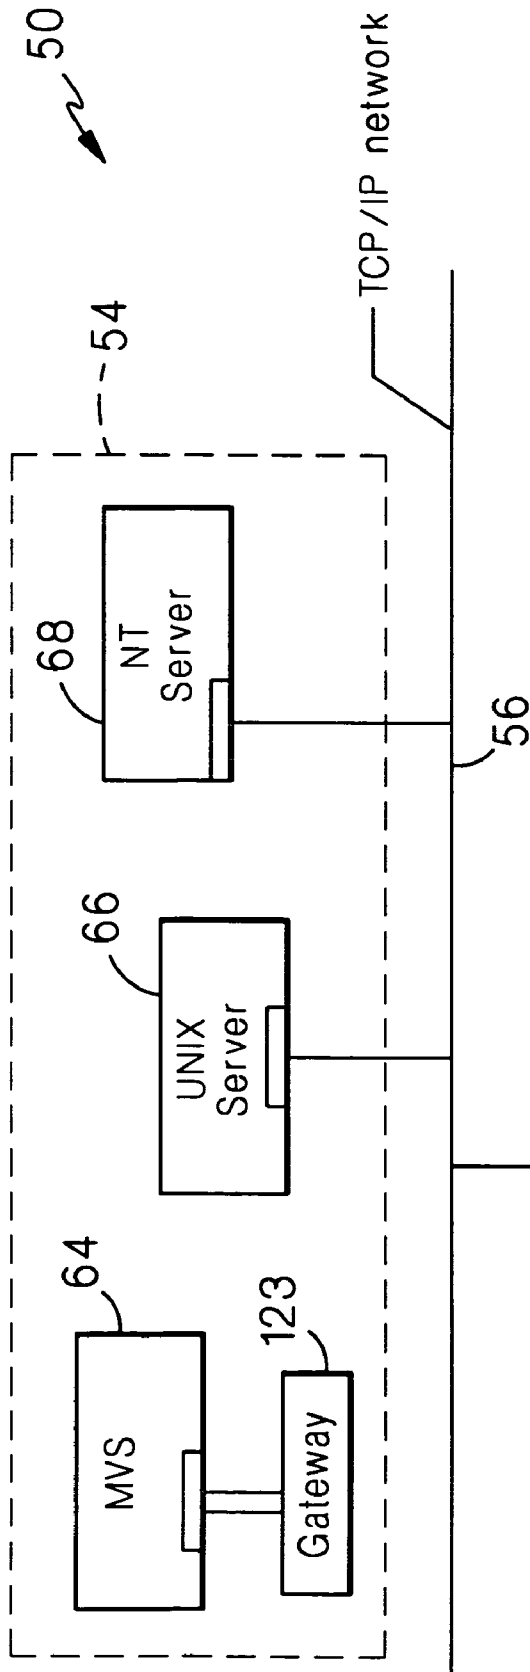 50
54
68
NT
Server
66
UNIX
Server
64
MVS
123
Gateway
TCP/IP network
56